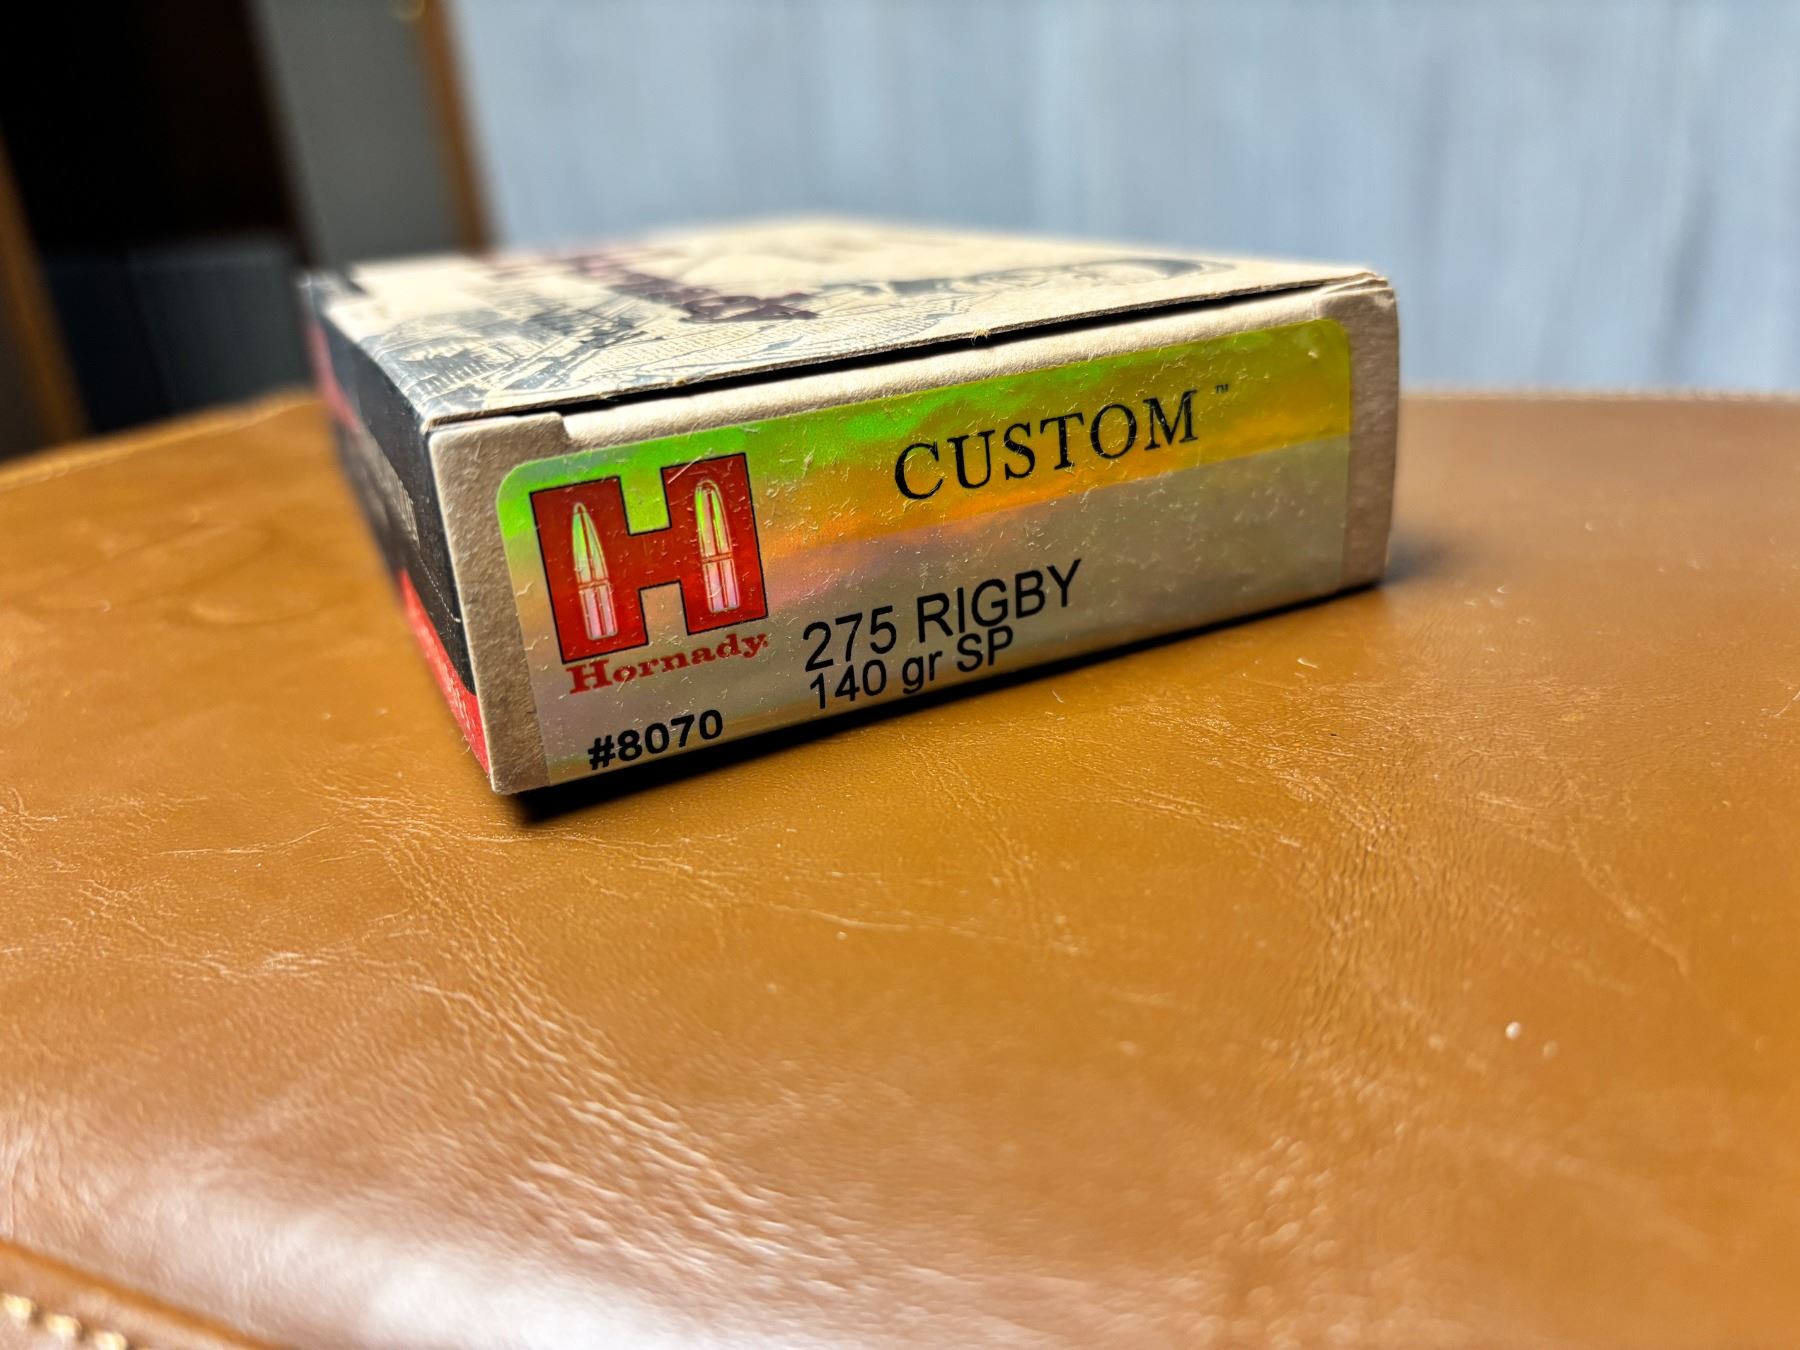 CUSTOM™
Hornady
275 RIGBY
140 gr SP
#8070